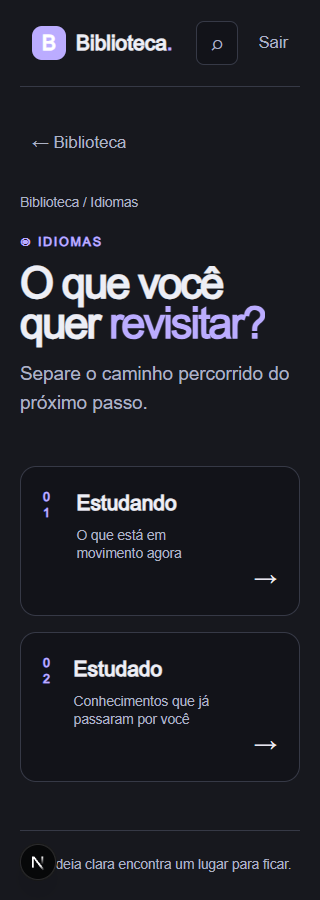 B Biblioteca. Sair
← Biblioteca
Biblioteca / Idiomas
IDIOMAS
O que você
quer revisitar?
Separe o caminho percorrido do
próximo passo.
0
1
Estudando
O que está em
movimento agora
→
0
2
Estudado
Conhecimentos que já
passaram por você
→
N
deia clara encontra um lugar para ficar.